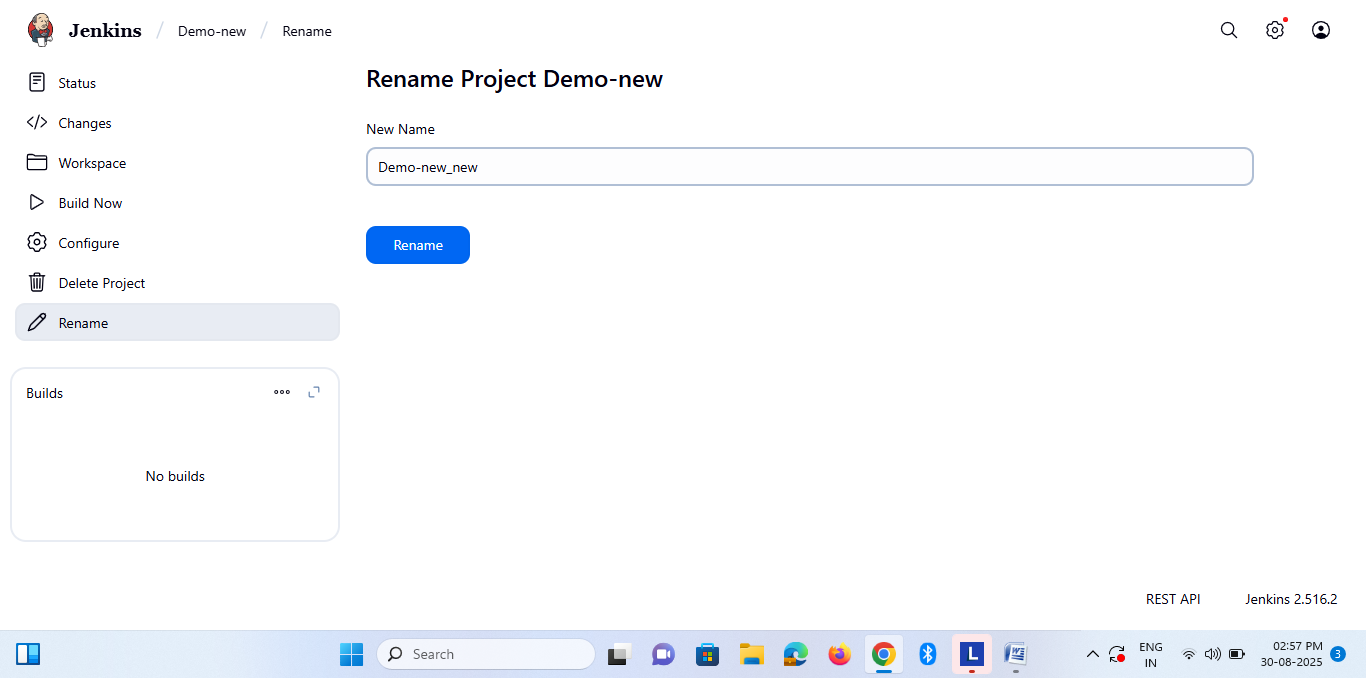 Jenkins / Demo-new / Rename
Status
Changes
Workspace
Build Now
Configure
Delete Project
Rename
Builds
No builds
Rename Project Demo-new
New Name
Demo-new_new
Rename
REST API
Jenkins 2.516.2
Search
L
W
ENG
IN
02:57 PM
30-08-2025
3